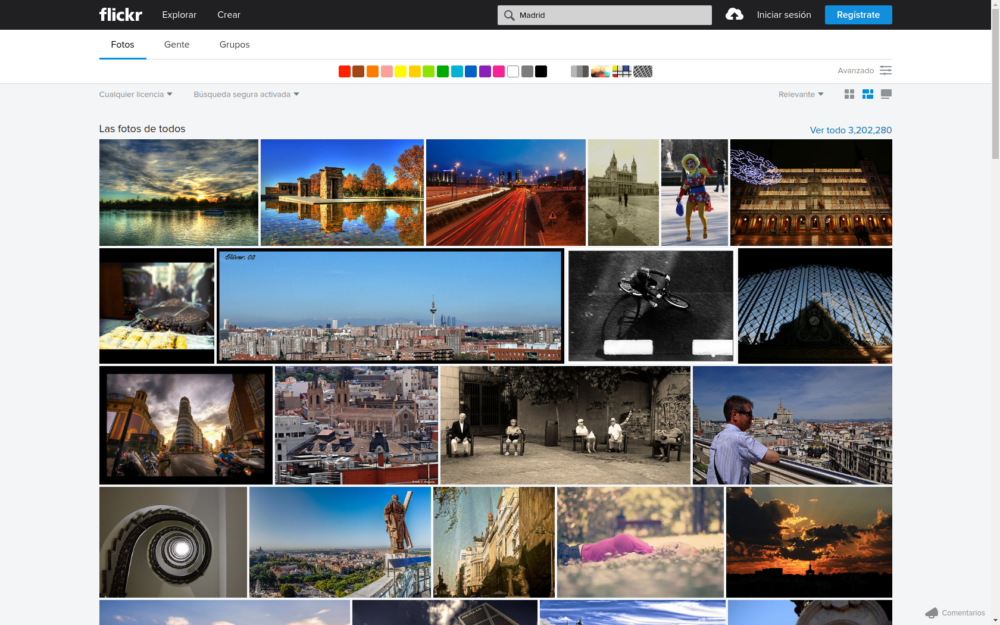 flickr Explorar Crear Madrid Iniciar sesión Regístrate
Fotos Gente Grupos
Avanzado
Cualquier licencia Búsqueda segura activada Relevante
Las fotos de todos Ver todo 3,202,280
Oliver. 08
Comentarios